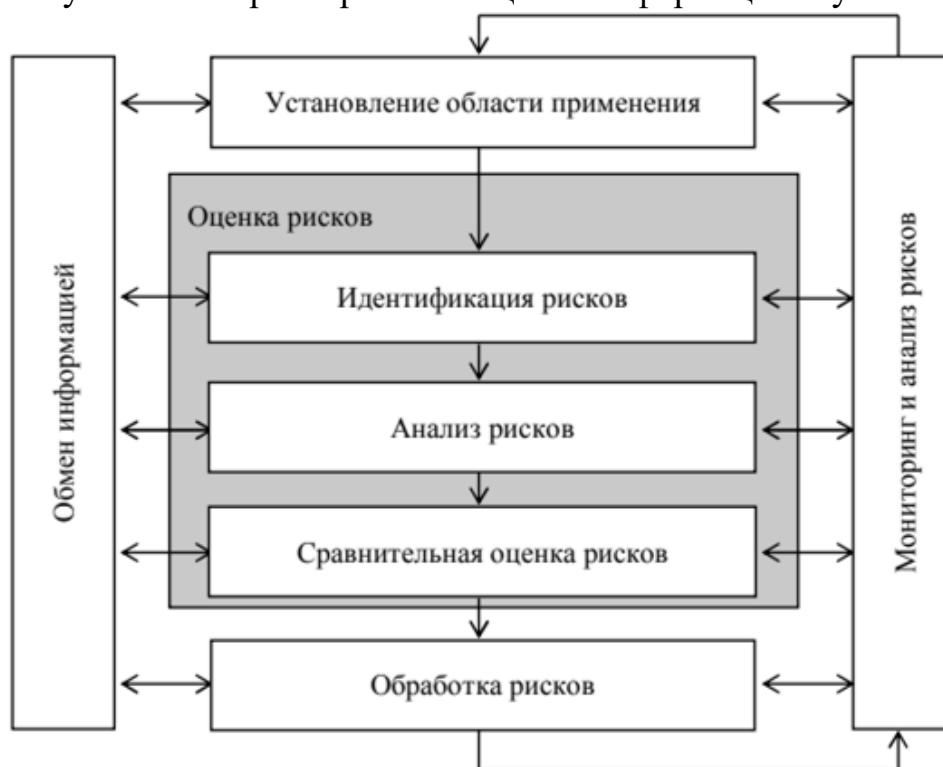 Установление области применения
Оценка рисков
Идентификация рисков
Анализ рисков
Сравнительная оценка рисков
Обработка рисков
Обмен информацией
Мониторинг и анализ рисков